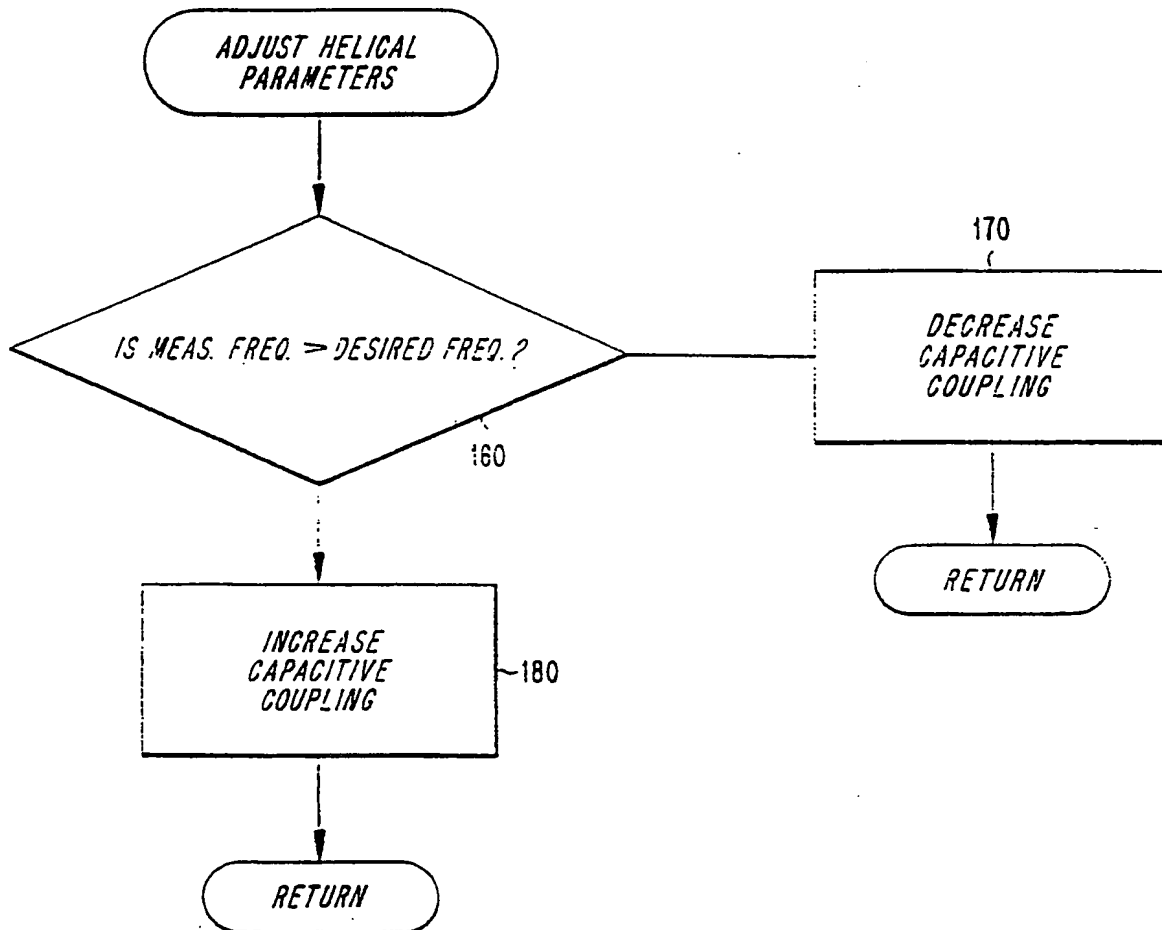 ADJUST HELICAL
PARAMETERS
IS MEAS. FREQ. > DESIRED FREQ.?
160
170
DECREASE
CAPACITIVE
COUPLING
RETURN
INCREASE
CAPACITIVE
COUPLING
180
RETURN